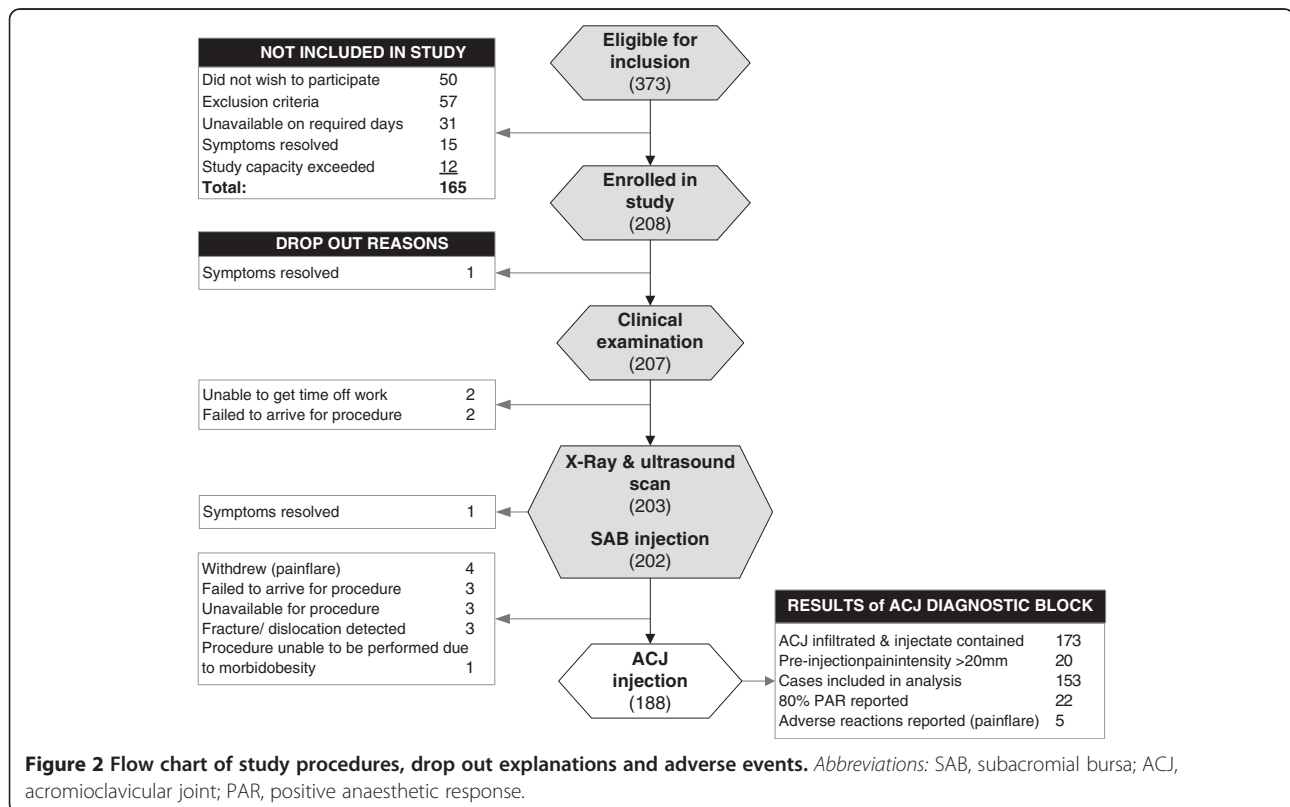 Eligible for
inclusion
(373)
NOT INCLUDED IN STUDY
Did not wish to participate 50
Exclusion criteria 57
Unavailable on required days 31
Symptoms resolved 15
Study capacity exceeded 12
Total: 165
Enrolled in
study
(208)
DROP OUT REASONS
Symptoms resolved 1
Clinical
examination
(207)
Unable to get time off work 2
Failed to arrive for procedure 2
X-Ray & ultrasound
scan
(203)
SAB injection
(202)
Symptoms resolved 1
Withdrew (painflare) 4
Failed to arrive for procedure 3
Unavailable for procedure 3
Fracture/ dislocation detected 3
Procedure unable to be performed due
to morbidobesity 1
ACJ
injection
(188)
RESULTS of ACJ DIAGNOSTIC BLOCK
ACJ infiltrated & injectate contained 173
Pre-injectionpainintensity >20mm 20
Cases included in analysis 153
80% PAR reported 22
Adverse reactions reported (painflare) 5
Figure 2 Flow chart of study procedures, drop out explanations and adverse events. Abbreviations: SAB, subacromial bursa; ACJ,
acromioclavicular joint; PAR, positive anaesthetic response.